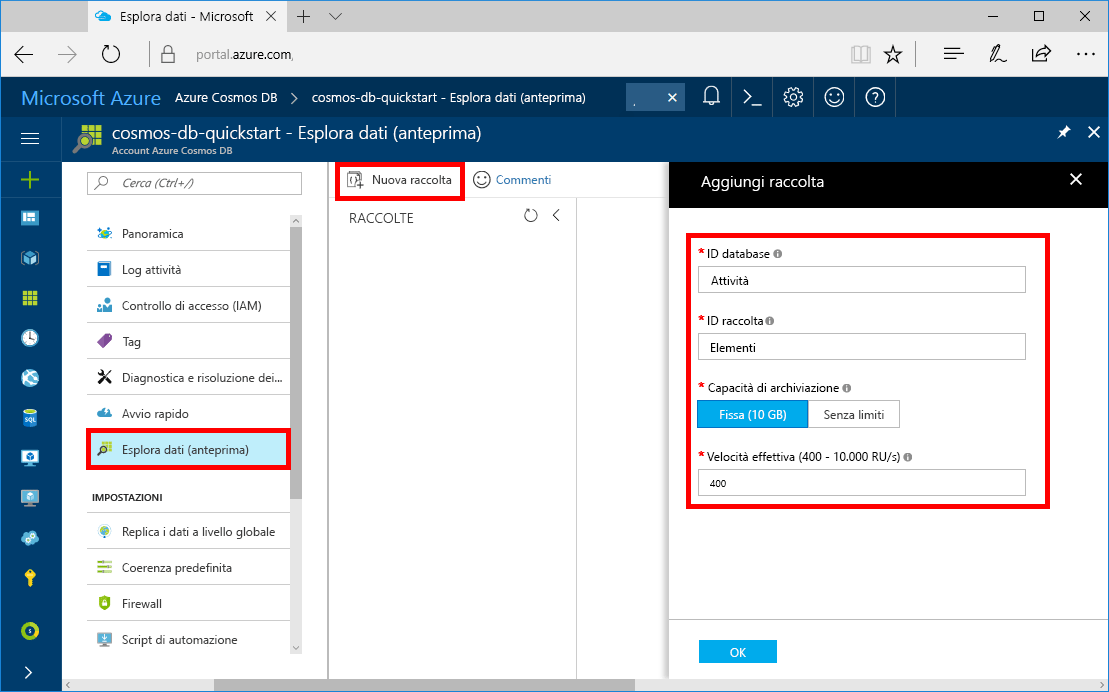 Esplora dati - Microsoft
portal.azure.com,
Microsoft Azure Azure Cosmos DB > cosmos-db-quickstart - Esplora dati (anteprima)
cosmos-db-quickstart - Esplora dati (anteprima)
Account Azure Cosmos DB
Cerca (Ctrl+/)
Panoramica
Log attività
Controllo di accesso (IAM)
Tag
Diagnostica e risoluzione dei...
Avvio rapido
Esplora dati (anteprima)
IMPOSTAZIONI
Replica i dati a livello globale
Coerenza predefinita
Firewall
Script di automazione
SQL
Nuova raccolta
Commenti
RACCOLTE
Aggiungi raccolta
* ID database
Attività
* ID raccolta
Elementi
* Capacità di archiviazione
Fissa (10 GB) Senza limiti
* Velocità effettiva (400 - 10.000 RU/s)
400
OK